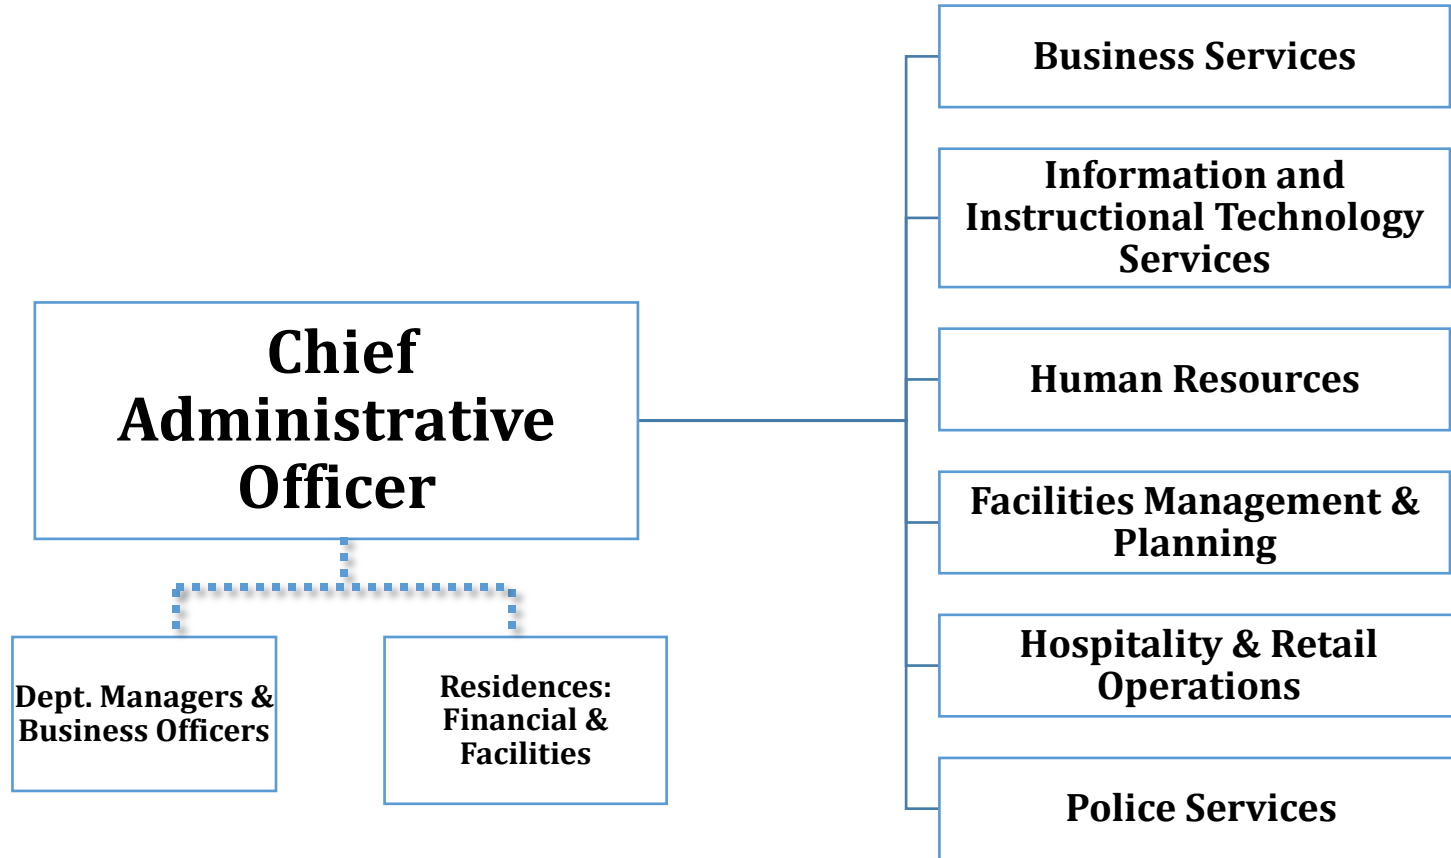 Chief
Administrative
Officer
Dept. Managers &
Business Officers
Residences:
Financial &
Facilities
Business Services
Information and
Instructional Technology
Services
Human Resources
Facilities Management &
Planning
Hospitality & Retail
Operations
Police Services